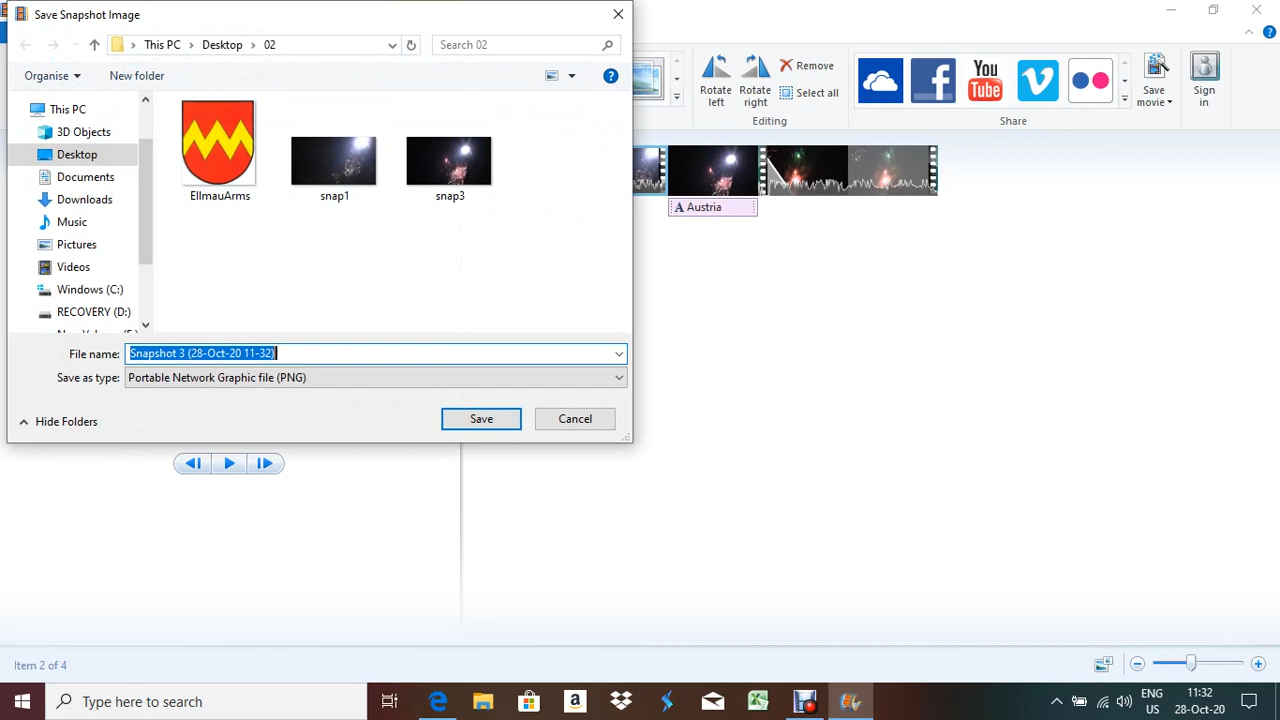 Save Snapshot Image
This PC > Desktop > 02
Search 02
Organise
New folder
This PC
3D Objects
Desktop
Documents
Downloads
Music
Pictures
Videos
Windows (C:)
RECOVERY (D:)
EllmauArms
snap1
snap3
File name:
Snapshot 3 (28-Oct-20 11-32)
Save as type:
Portable Network Graphic file (PNG)
Hide Folders
Save
Cancel
Rotate left
Rotate right
Remove
Select all
Editing
You Tube
Share
Save movie
Sign in
A Austria
Item 2 of 4
Type here to search
ENG
US
11:32
28-Oct-20